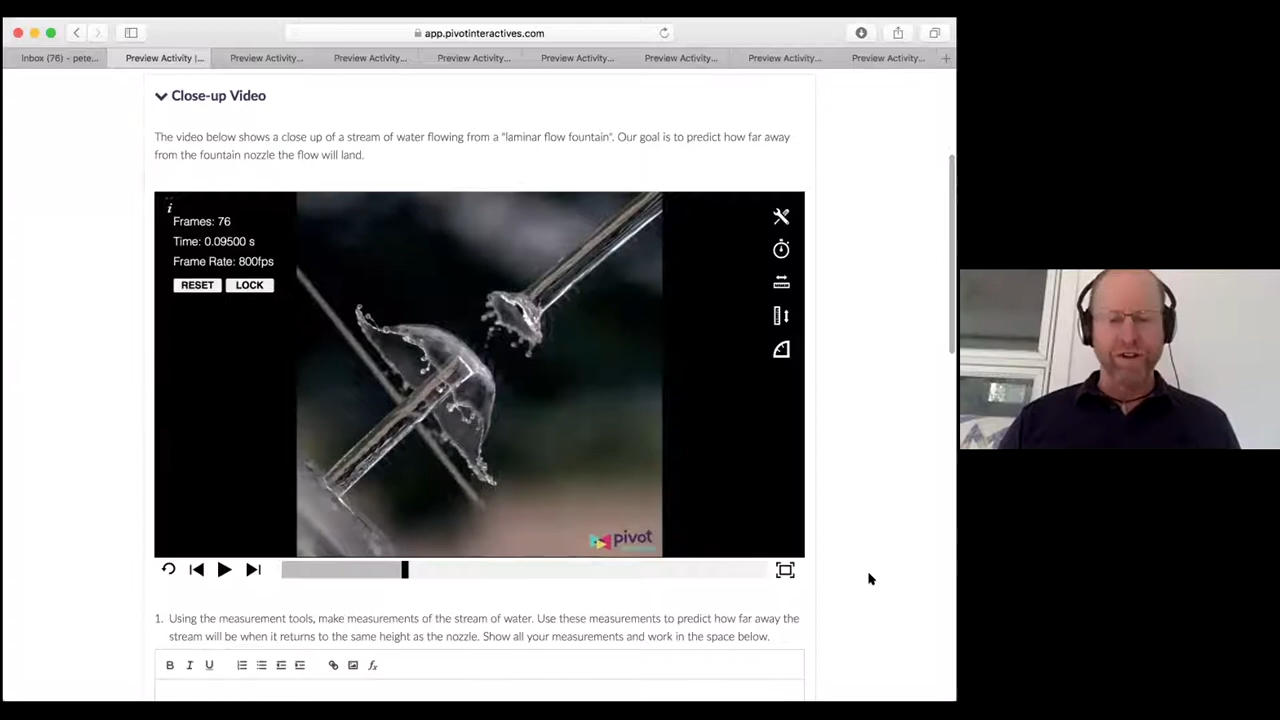 app.pivotinteractives.com
Inbox (76) - pete...
Preview Activity |...
Preview Activity...
Preview Activity...
Preview Activity...
Preview Activity...
Preview Activity...
Preview Activity...
Preview Activity...
Close-up Video
The video below shows a close up of a stream of water flowing from a "laminar flow fountain". Our goal is to predict how far away
from the fountain nozzle the flow will land.
i
Frames: 76
Time: 0.09500 s
Frame Rate: 800fps
RESET LOCK
pivot
1. Using the measurement tools, make measurements of the stream of water. Use these measurements to predict how far away the
stream will be when it returns to the same height as the nozzle. Show all your measurements and work in the space below.
B I U fx